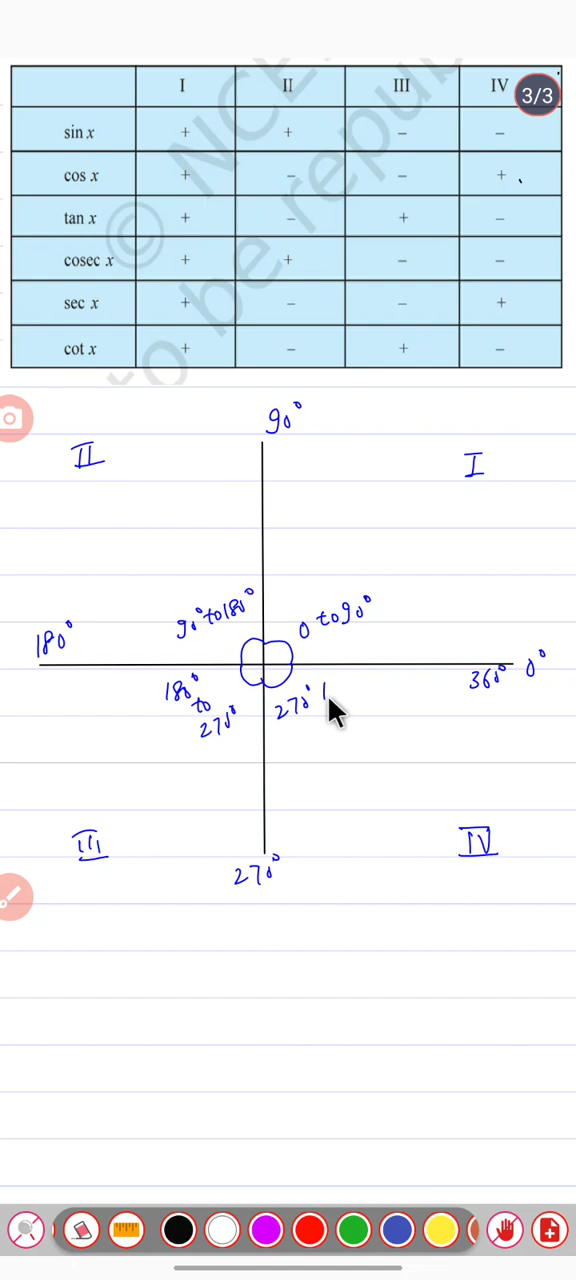 I II III IV
3/3
sin x + + – –
cos x + – – +
tan x + – + –
cosec x + + – –
sec x + – – +
cot x + – + –
90°
II
I
90° to 180°
0 to 90°
180°
0°
360°
180°
to
270°
270°
III
IV
270°